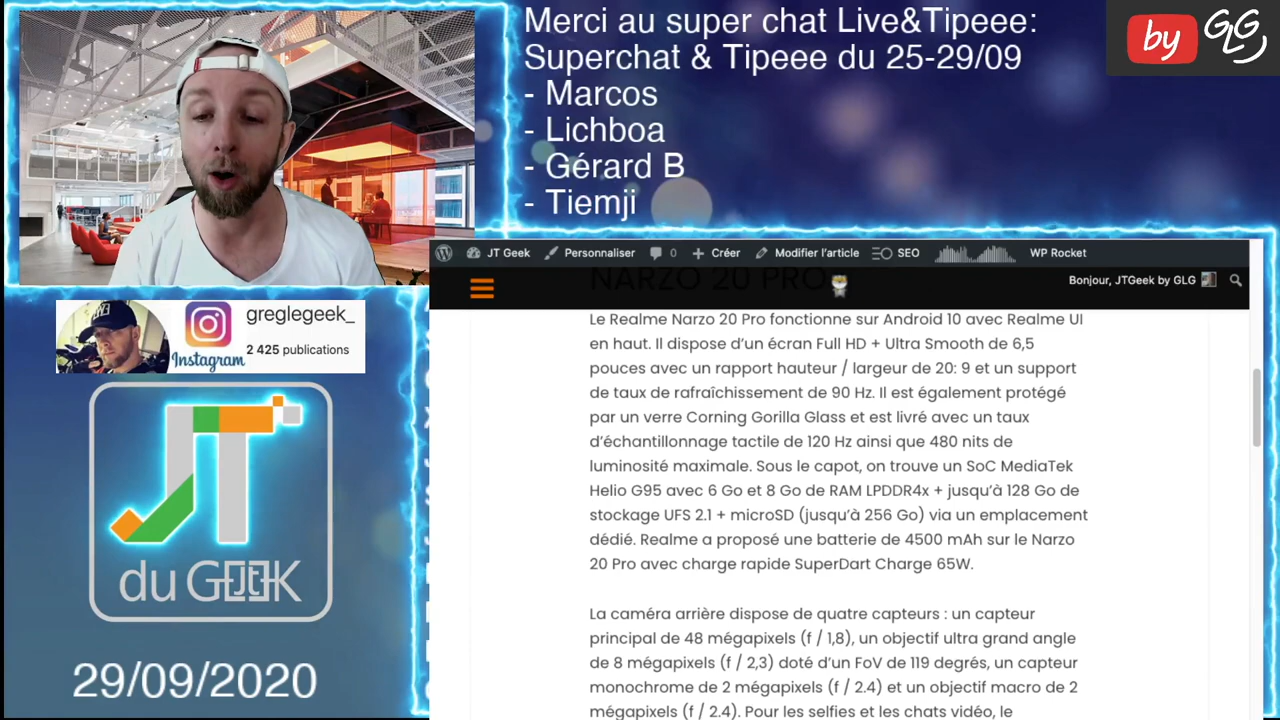 Merci au super chat Live&Tipeee:
Superchat & Tipeee du 25-29/09
- Marcos
- Lichboa
- Gérard B
- Tiemji
by GLG
JT Geek
Personnaliser
0
Créer
Modifier l'article
SEO
WP Rocket
Bonjour, JTGeek by GLG
NARZO 20 PRO
Le Realme Narzo 20 Pro fonctionne sur Android 10 avec Realme UI
en haut. Il dispose d'un écran Full HD + Ultra Smooth de 6,5
pouces avec un rapport hauteur / largeur de 20: 9 et un support
de taux de rafraîchissement de 90 Hz. Il est également protégé
par un verre Corning Gorilla Glass et est livré avec un taux
d'échantillonnage tactile de 120 Hz ainsi que 480 nits de
luminosité maximale. Sous le capot, on trouve un SoC MediaTek
Helio G95 avec 6 Go et 8 Go de RAM LPDDR4x + jusqu'à 128 Go de
stockage UFS 2.1 + microSD (jusqu'à 256 Go) via un emplacement
dédié. Realme a proposé une batterie de 4500 mAh sur le Narzo
20 Pro avec charge rapide SuperDart Charge 65W.
La caméra arrière dispose de quatre capteurs : un capteur
principal de 48 mégapixels (f / 1,8), un objectif ultra grand angle
de 8 mégapixels (f / 2,3) doté d'un FoV de 119 degrés, un capteur
monochrome de 2 mégapixels (f / 2.4) et un objectif macro de 2
mégapixels (f / 2.4). Pour les selfies et les chats vidéo, le
greglegeek_
Instagram
2 425 publications
JT
du GEEK
29/09/2020